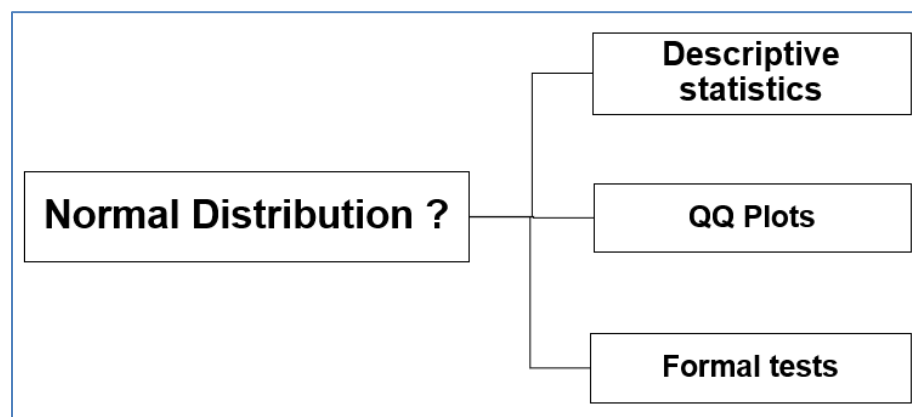 Descriptive
statistics
Normal Distribution ?
QQ Plots
Formal tests